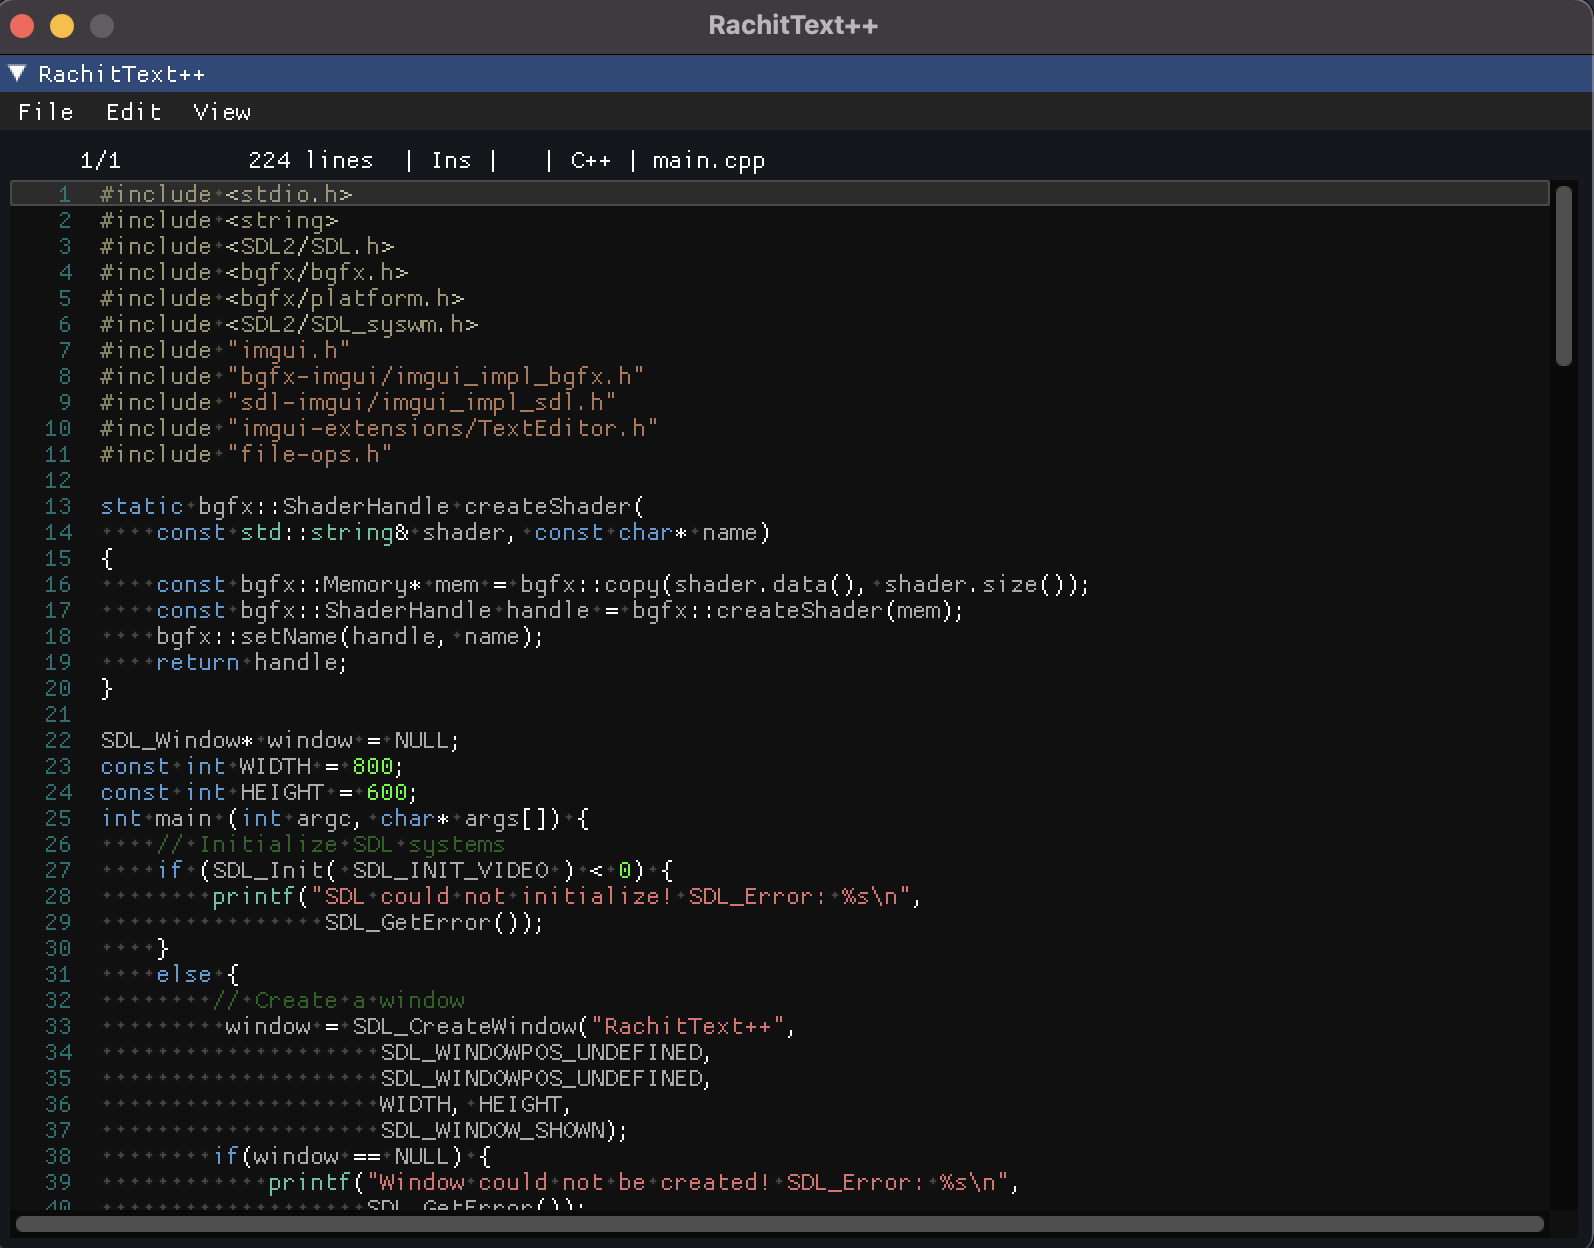 RachitText++
RachitText++
File Edit View
1/1 224 lines | Ins | | C++ | main.cpp
1 #include <stdio.h>
2 #include <string>
3 #include <SDL2/SDL.h>
4 #include <bgfx/bgfx.h>
5 #include <bgfx/platform.h>
6 #include <SDL2/SDL_syswm.h>
7 #include "imgui.h"
8 #include "bgfx-imgui/imgui_impl_bgfx.h"
9 #include "sdl-imgui/imgui_impl_sdl.h"
10 #include "imgui-extensions/TextEditor.h"
11 #include "file-ops.h"
12
13 static bgfx::ShaderHandle createShader(
14     const std::string& shader, const char* name)
15 {
16     const bgfx::Memory* mem = bgfx::copy(shader.data(), shader.size());
17     const bgfx::ShaderHandle handle = bgfx::createShader(mem);
18     bgfx::setName(handle, name);
19     return handle;
20 }
21
22 SDL_Window* window = NULL;
23 const int WIDTH = 800;
24 const int HEIGHT = 600;
25 int main (int argc, char* args[]) {
26     // Initialize SDL systems
27     if (SDL_Init( SDL_INIT_VIDEO ) < 0) {
28         printf("SDL could not initialize! SDL_Error: %s\n",
29                 SDL_GetError());
30     }
31     else {
32         // Create a window
33         window = SDL_CreateWindow("RachitText++",
34                     SDL_WINDOWPOS_UNDEFINED,
35                     SDL_WINDOWPOS_UNDEFINED,
36                     WIDTH, HEIGHT,
37                     SDL_WINDOW_SHOWN);
38         if(window == NULL) {
39             printf("Window could not be created! SDL_Error: %s\n",
40                    SDL_GetError());